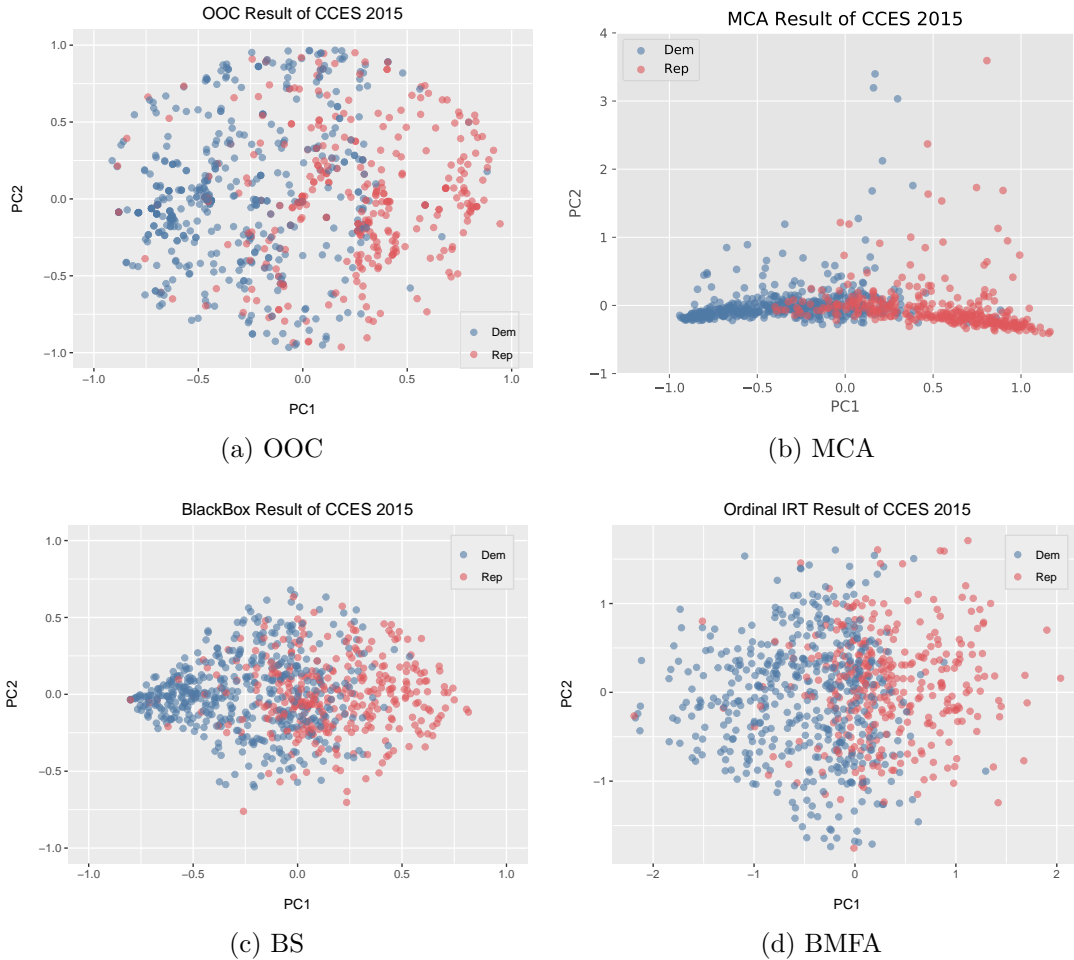 OOC Result of CCES 2015
1.0
0.5
0.0
−0.5
−1.0
PC2
Dem
Rep
−1.0 −0.5 0.0 0.5 1.0
PC1
(a) OOC
MCA Result of CCES 2015
Dem
Rep
4
3
2
1
0
−1
PC2
−1.0 −0.5 0.0 0.5 1.0
PC1
(b) MCA
BlackBox Result of CCES 2015
Dem
Rep
1.0
0.5
0.0
−0.5
−1.0
PC2
−1.0 −0.5 0.0 0.5 1.0
PC1
(c) BS
Ordinal IRT Result of CCES 2015
Dem
Rep
1
0
−1
PC2
−2 −1 0 1 2
PC1
(d) BMFA